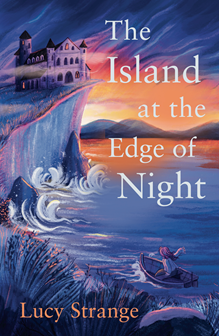 The
Island
at the
Edge of
Night
Lucy Strange